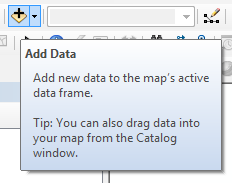 Add Data
Add new data to the map's active
data frame.
Tip: You can also drag data into
your map from the Catalog
window.